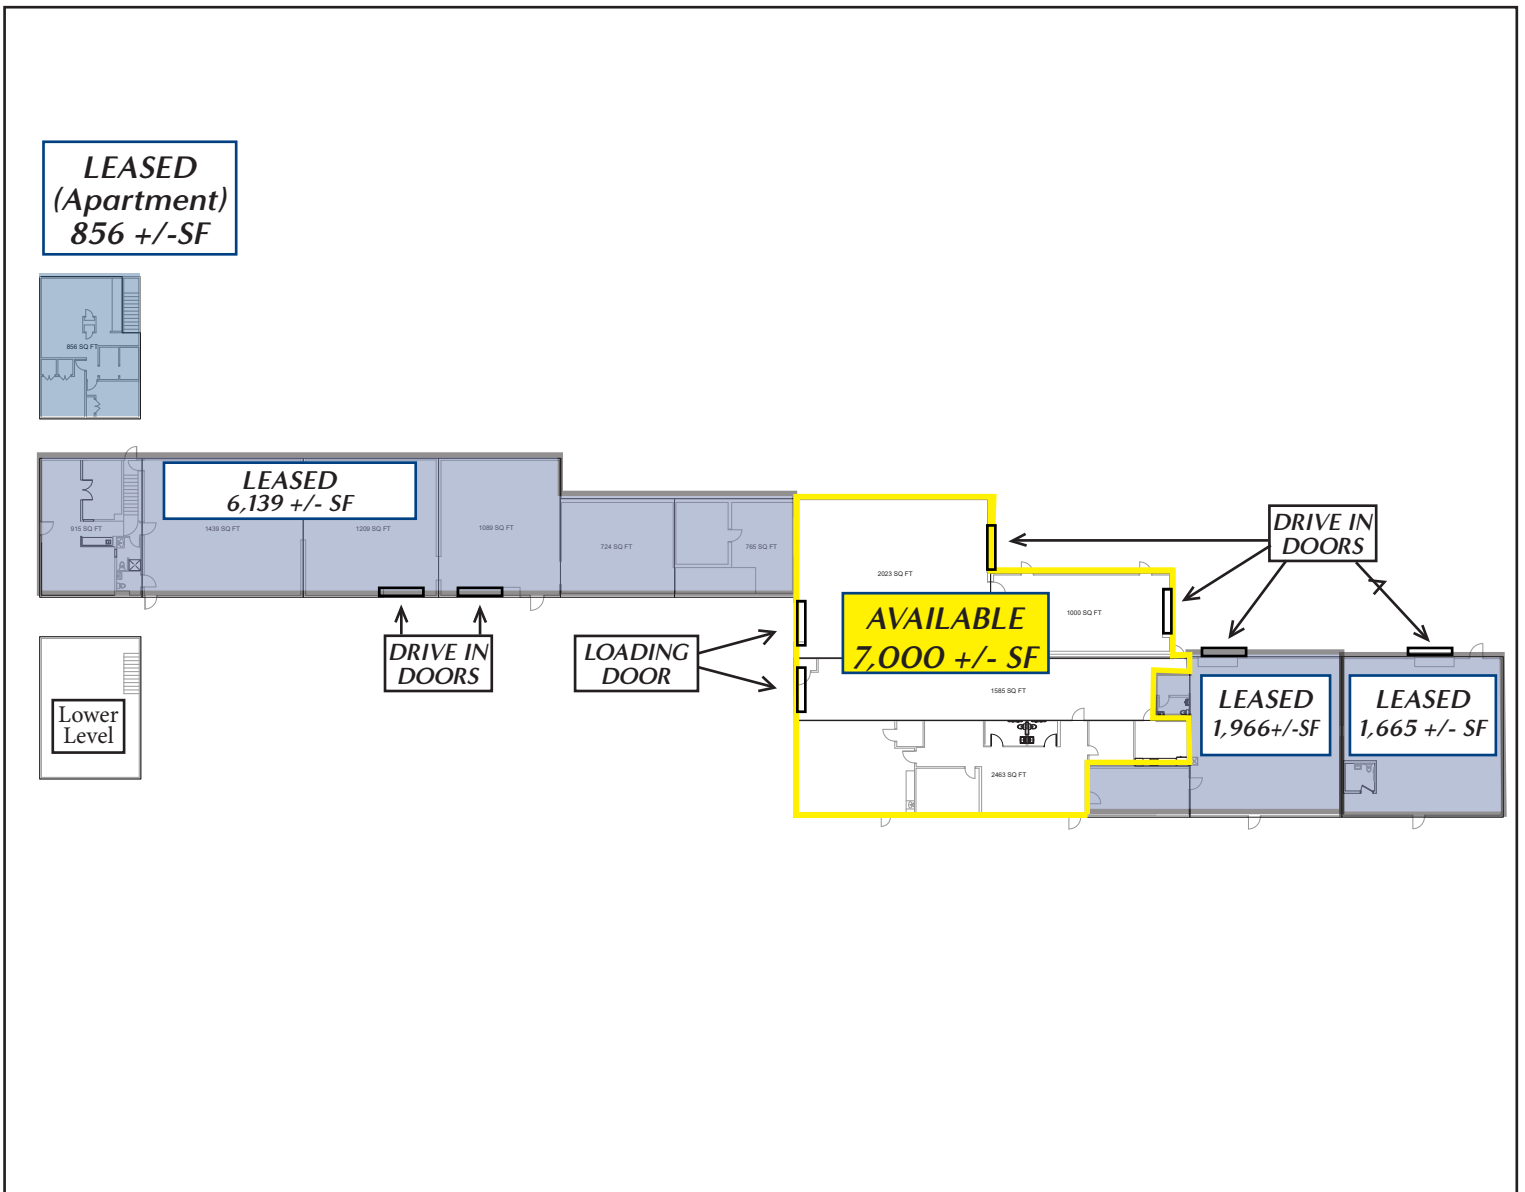 LEASED
(Apartment)
856 +/-SF
856 SQ FT
LEASED
6,139 +/- SF
915 SQ FT
1439 SQ FT
1209 SQ FT
1089 SQ FT
724 SQ FT
765 SQ FT
DRIVE IN
DOORS
LOADING
DOOR
2023 SQ FT
1000 SQ FT
AVAILABLE
7,000 +/- SF
1585 SQ FT
2463 SQ FT
DRIVE IN
DOORS
LEASED
1,966+/-SF
LEASED
1,665 +/- SF
Lower
Level